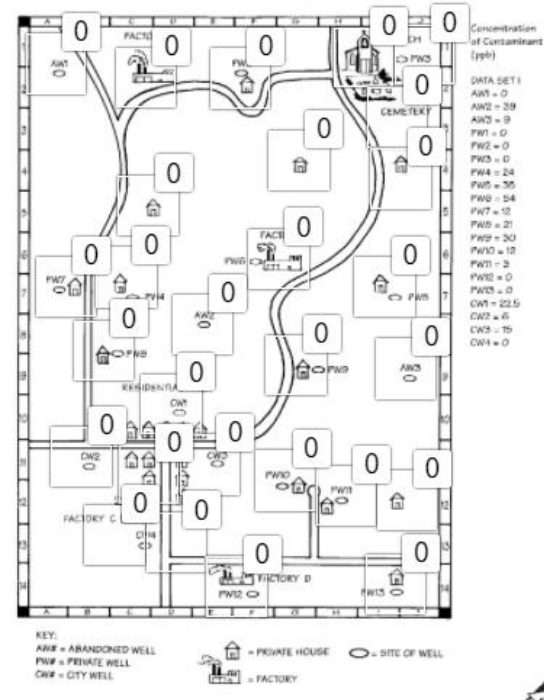 A B C D E F G H J
0 0 0 0 0
FACTO CH
AW1 PW3
0
CEMETERY
0 0
0
0
FACT
0 0 0
PW6
PW7 PW4 PW5
0
AW2
0 0 0
PW8 PW9 AW3
0
RESIDENTIA
CW1
0 0 0
CW2 CW3
0 0 0
PW10 PW11
0 0
FACTORY C
CW4
0 0
FACTORY D
PW12 PW13
A B C D E F G H
Concentration
of Contaminant
(ppb)
DATA SET 1
AW1 = 0
AW2 = 39
AW3 = 9
PW1 = 0
PW2 = 0
PW3 = 0
PW4 = 24
PW5 = 36
PW6 = 54
PW7 = 12
PW8 = 21
PW9 = 30
PW10 = 12
PW11 = 3
PW12 = 0
PW13 = 0
CW1 = 22.5
CW2 = 6
CW3 = 15
CW4 = 0
KEY:
AW# = ABANDONED WELL
PW# = PRIVATE WELL
CW# = CITY WELL
= PRIVATE HOUSE
= FACTORY
= SITE OF WELL